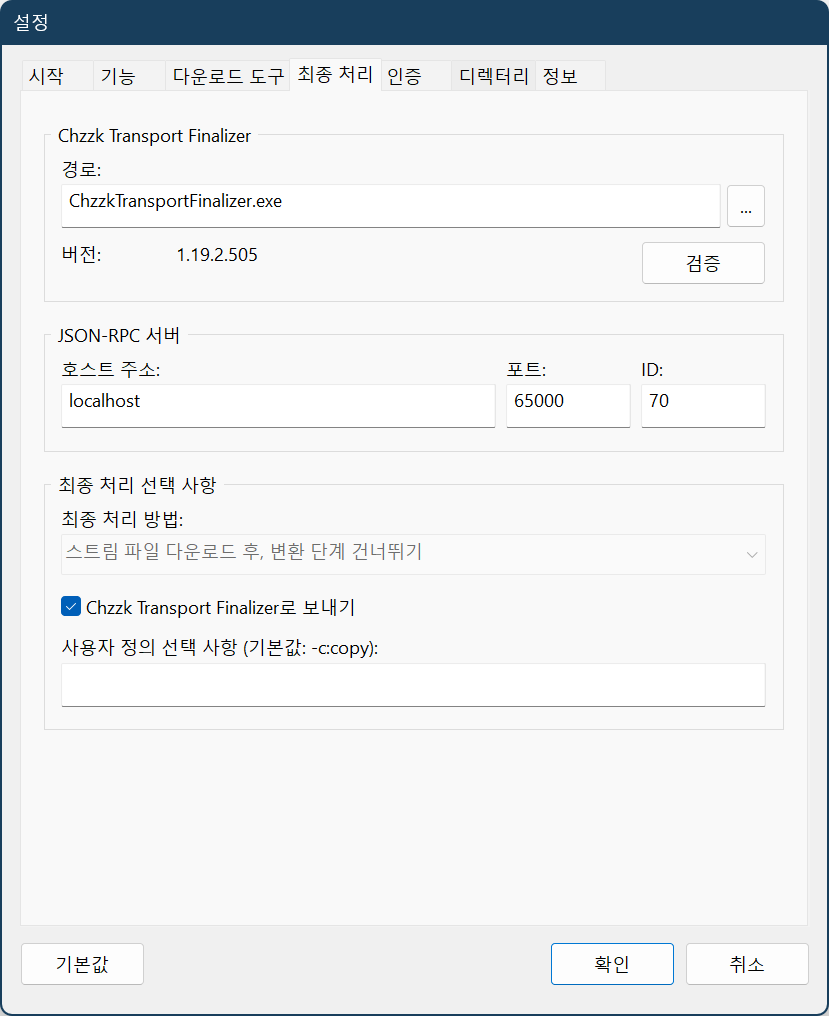 설정
시작 기능 다운로드 도구 최종 처리 인증 디렉터리 정보
Chzzk Transport Finalizer
경로:
ChzzkTransportFinalizer.exe ...
버전: 1.19.2.505 검증
JSON-RPC 서버
호스트 주소: 포트: ID:
localhost 65000 70
최종 처리 선택 사항
최종 처리 방법:
스트림 파일 다운로드 후, 변환 단계 건너뛰기
Chzzk Transport Finalizer로 보내기
사용자 정의 선택 사항 (기본값: -c:copy):
기본값 확인 취소